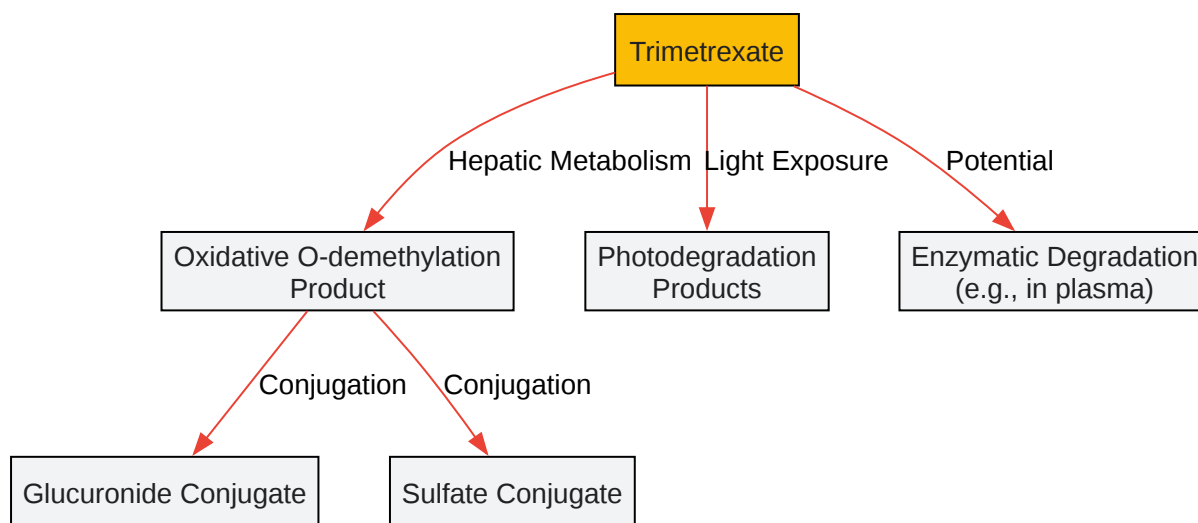 Trimetrexate
Hepatic Metabolism
Light Exposure
Potential
Oxidative O-demethylation
Product
Photodegradation
Products
Enzymatic Degradation
(e.g., in plasma)
Conjugation
Conjugation
Glucuronide Conjugate
Sulfate Conjugate